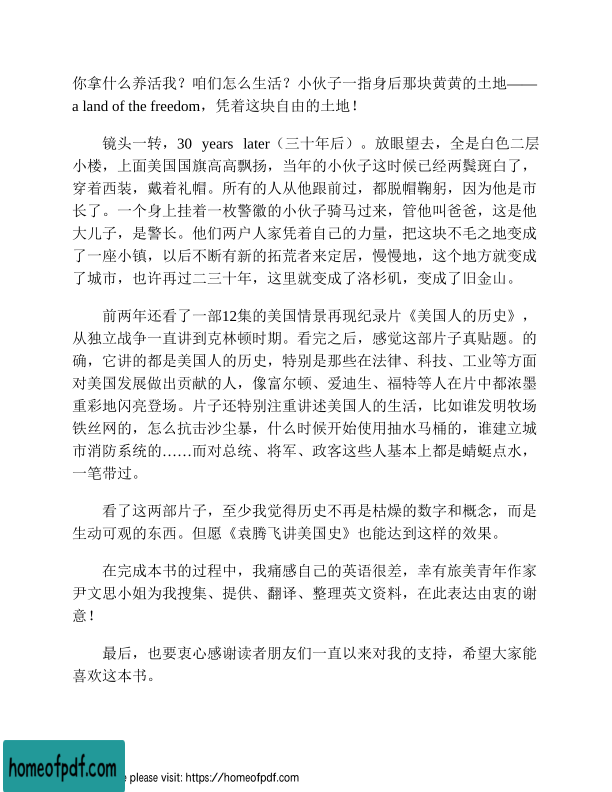 你拿什么养活我？咱们怎么生活？小伙子一指身后那块黄黄的土地——
a land of the freedom，凭着这块自由的土地！
镜头一转，30 years later（三十年后）。放眼望去，全是白色二层
小楼，上面美国国旗高高飘扬，当年的小伙子这时候已经两鬓斑白了，
穿着西装，戴着礼帽。所有的人从他跟前过，都脱帽鞠躬，因为他是市
长了。一个身上挂着一枚警徽的小伙子骑马过来，管他叫爸爸，这是他
大儿子，是警长。他们两户人家凭着自己的力量，把这块不毛之地变成
了一座小镇，以后不断有新的拓荒者来定居，慢慢地，这个地方就变成
了城市，也许再过二三十年，这里就变成了洛杉矶，变成了旧金山。
前两年还看了一部12集的美国情景再现纪录片《美国人的历史》，
从独立战争一直讲到克林顿时期。看完之后，感觉这部片子真贴题。的
确，它讲的都是美国人的历史，特别是那些在法律、科技、工业等方面
对美国发展做出贡献的人，像富尔顿、爱迪生、福特等人在片中都浓墨
重彩地闪亮登场。片子还特别注重讲述美国人的生活，比如谁发明牧场
铁丝网的，怎么抗击沙尘暴，什么时候开始使用抽水马桶的，谁建立城
市消防系统的……而对总统、将军、政客这些人基本上都是蜻蜓点水，
一笔带过。
看了这两部片子，至少我觉得历史不再是枯燥的数字和概念，而是
生动可观的东西。但愿《袁腾飞讲美国史》也能达到这样的效果。
在完成本书的过程中，我痛感自己的英语很差，幸有旅美青年作家
尹文思小姐为我搜集、提供、翻译、整理英文资料，在此表达由衷的谢
意！
最后，也要衷心感谢读者朋友们一直以来对我的支持，希望大家能
喜欢这本书。
homeofpdf.com
e please visit: https://homeofpdf.com